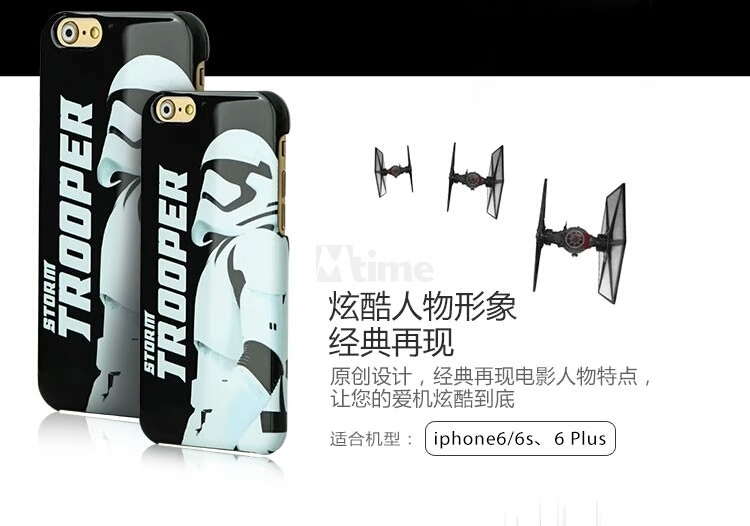 STORM
TROOPER
STORM
TROOPER
Mtime
炫酷人物形象
经典再现
原创设计，经典再现电影人物特点，
让您的爱机炫酷到底
适合机型： iphone6/6s、6 Plus